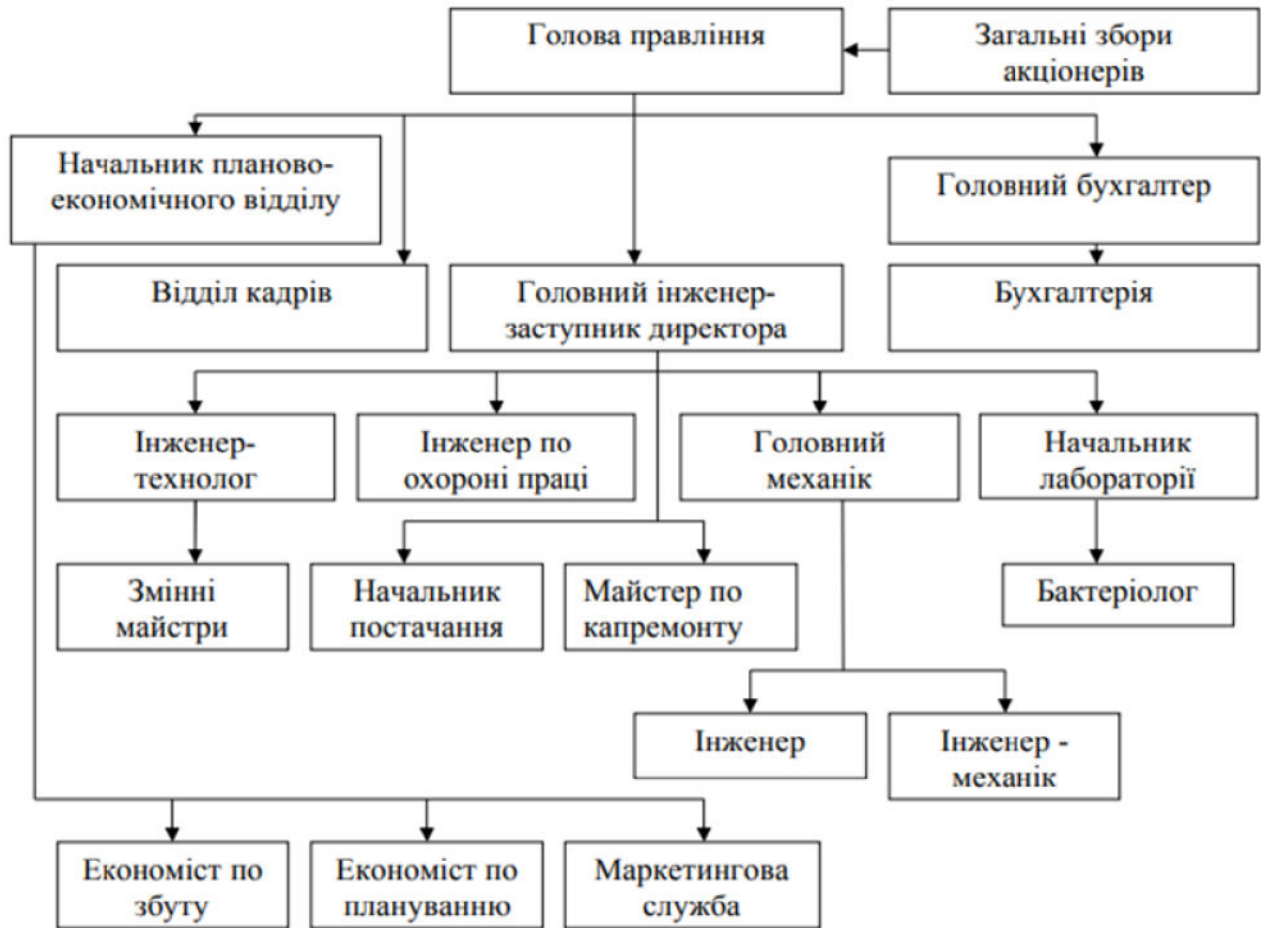 Голова правління
Загальні збори
акціонерів
Начальник планово-
економічного відділу
Головний бухгалтер
Відділ кадрів
Головний інженер-
заступник директора
Бухгалтерія
Інженер-
технолог
Інженер по
охороні праці
Головний
механік
Начальник
лабораторії
Змінні
майстри
Начальник
постачання
Майстер по
капремонту
Бактеріолог
Інженер
Інженер -
механік
Економіст по
збуту
Економіст по
плануванню
Маркетингова
служба